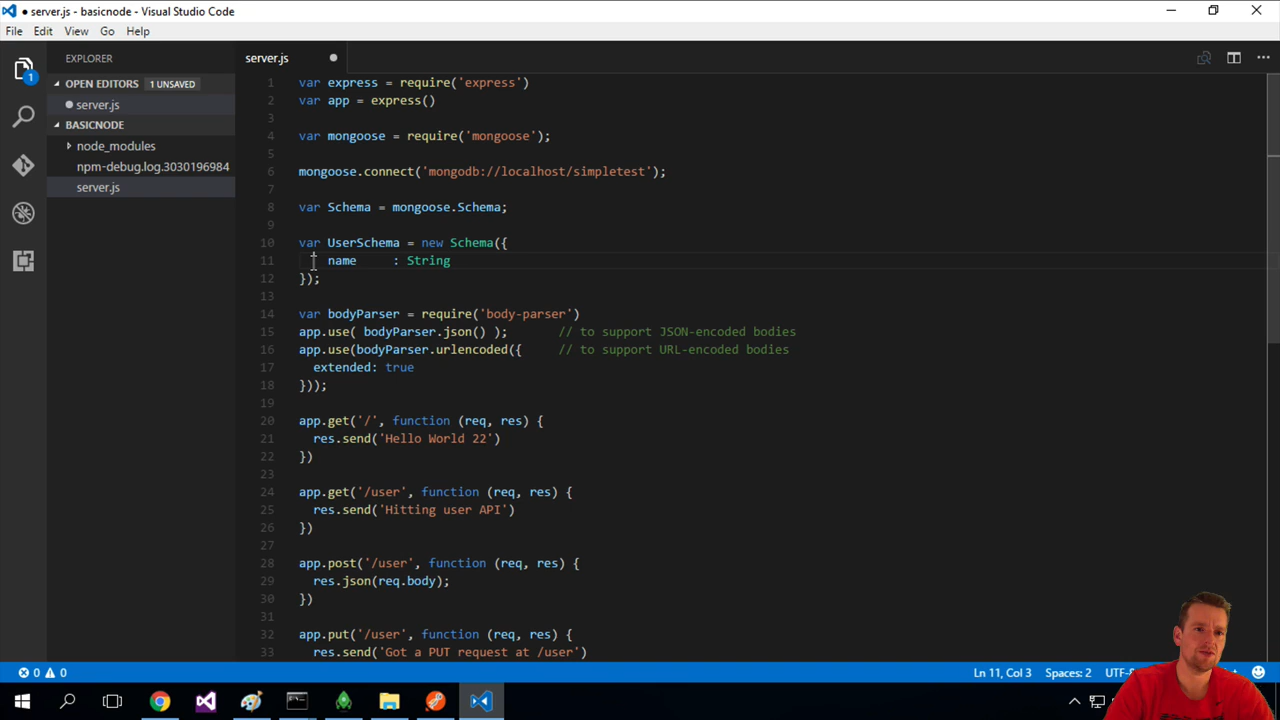 ● server.js - basicnode - Visual Studio Code
File Edit View Go Help
EXPLORER
server.js
1
OPEN EDITORS 1 UNSAVED
server.js
BASICNODE
node_modules
npm-debug.log.3030196984
server.js
1 var express = require('express')
2 var app = express()
3
4 var mongoose = require('mongoose');
5
6 mongoose.connect('mongodb://localhost/simpletest');
7
8 var Schema = mongoose.Schema;
9
10 var UserSchema = new Schema({
11     name     : String
12 });
13
14 var bodyParser = require('body-parser')
15 app.use( bodyParser.json() );       // to support JSON-encoded bodies
16 app.use(bodyParser.urlencoded({     // to support URL-encoded bodies
17   extended: true
18 }));
19
20 app.get('/', function (req, res) {
21   res.send('Hello World 22')
22 })
23
24 app.get('/user', function (req, res) {
25   res.send('Hitting user API')
26 })
27
28 app.post('/user', function (req, res) {
29   res.json(req.body);
30 })
31
32 app.put('/user', function (req, res) {
33   res.send('Got a PUT request at /user')
0 0 Ln 11, Col 3 Spaces: 2